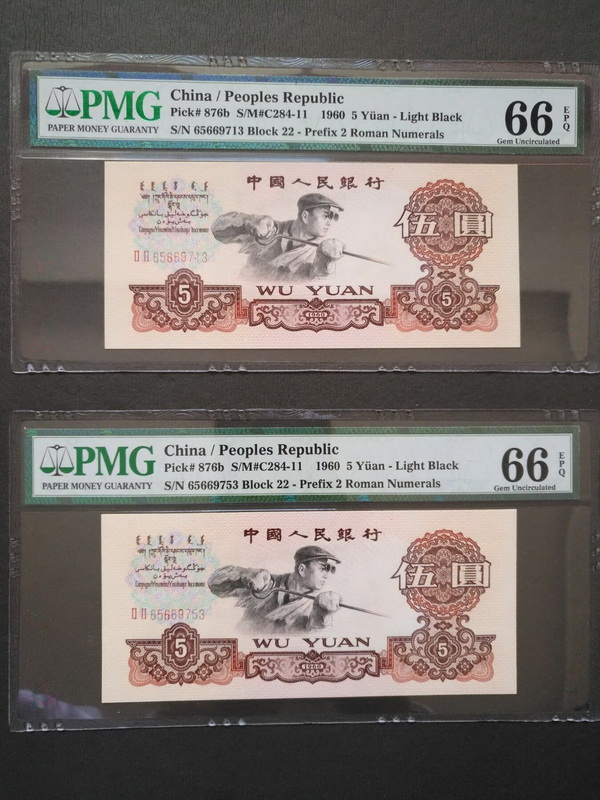 PMG
PAPER MONEY GUARANTY
China / Peoples Republic
Pick# 876b S/M#C284-11 1960 5 Yüan - Light Black
S/N 65669713 Block 22 - Prefix 2 Roman Numerals
66 EPQ
Gem Uncirculated
中國人民銀行
伍圓
65669713
5
WU YUAN
1960
5
PMG
PAPER MONEY GUARANTY
China / Peoples Republic
Pick# 876b S/M#C284-11 1960 5 Yüan - Light Black
S/N 65669753 Block 22 - Prefix 2 Roman Numerals
66 EPQ
Gem Uncirculated
中國人民銀行
伍圓
65669753
5
WU YUAN
1960
5